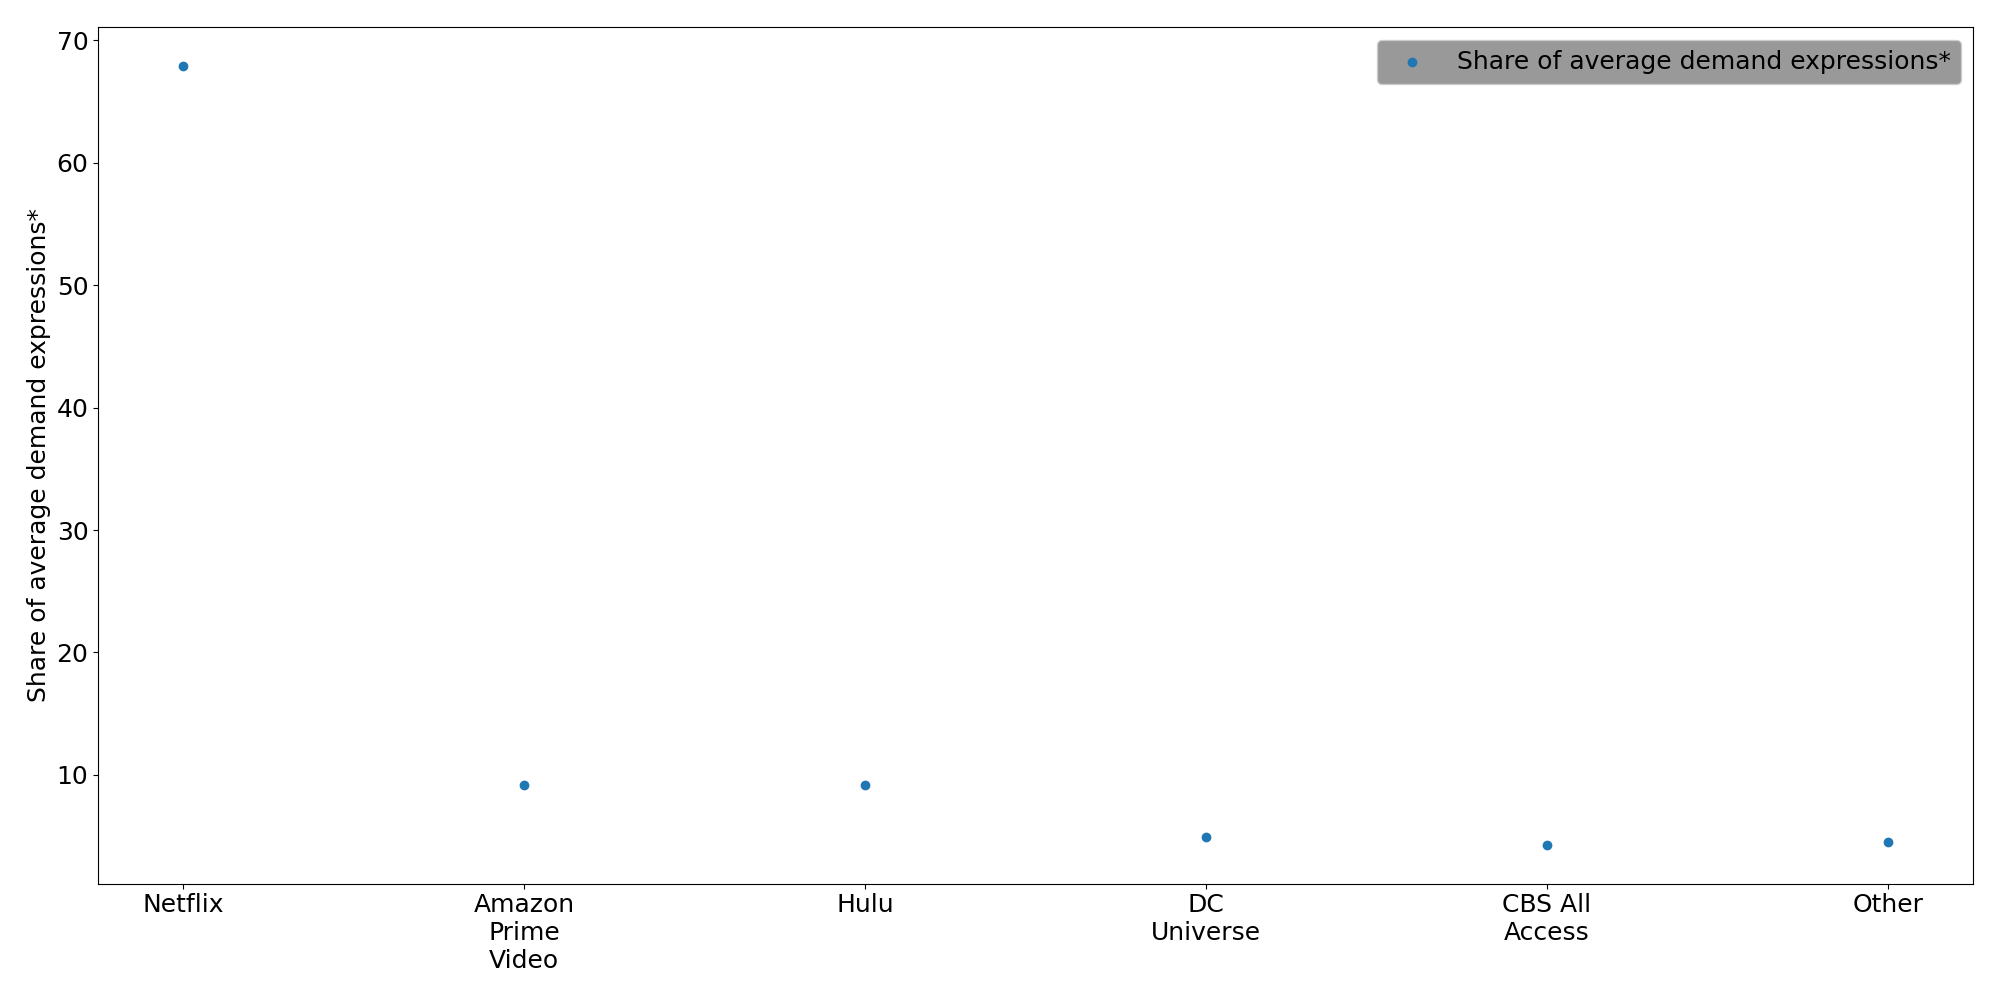 Share of average demand expressions*
70
60
50
40
30
20
10
Share of average demand expressions*
Netflix
Amazon
Prime
Video
Hulu
DC
Universe
CBS All
Access
Other